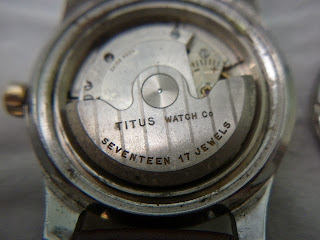 TITUS WATCH Co
SEVENTEEN 17 JEWELS